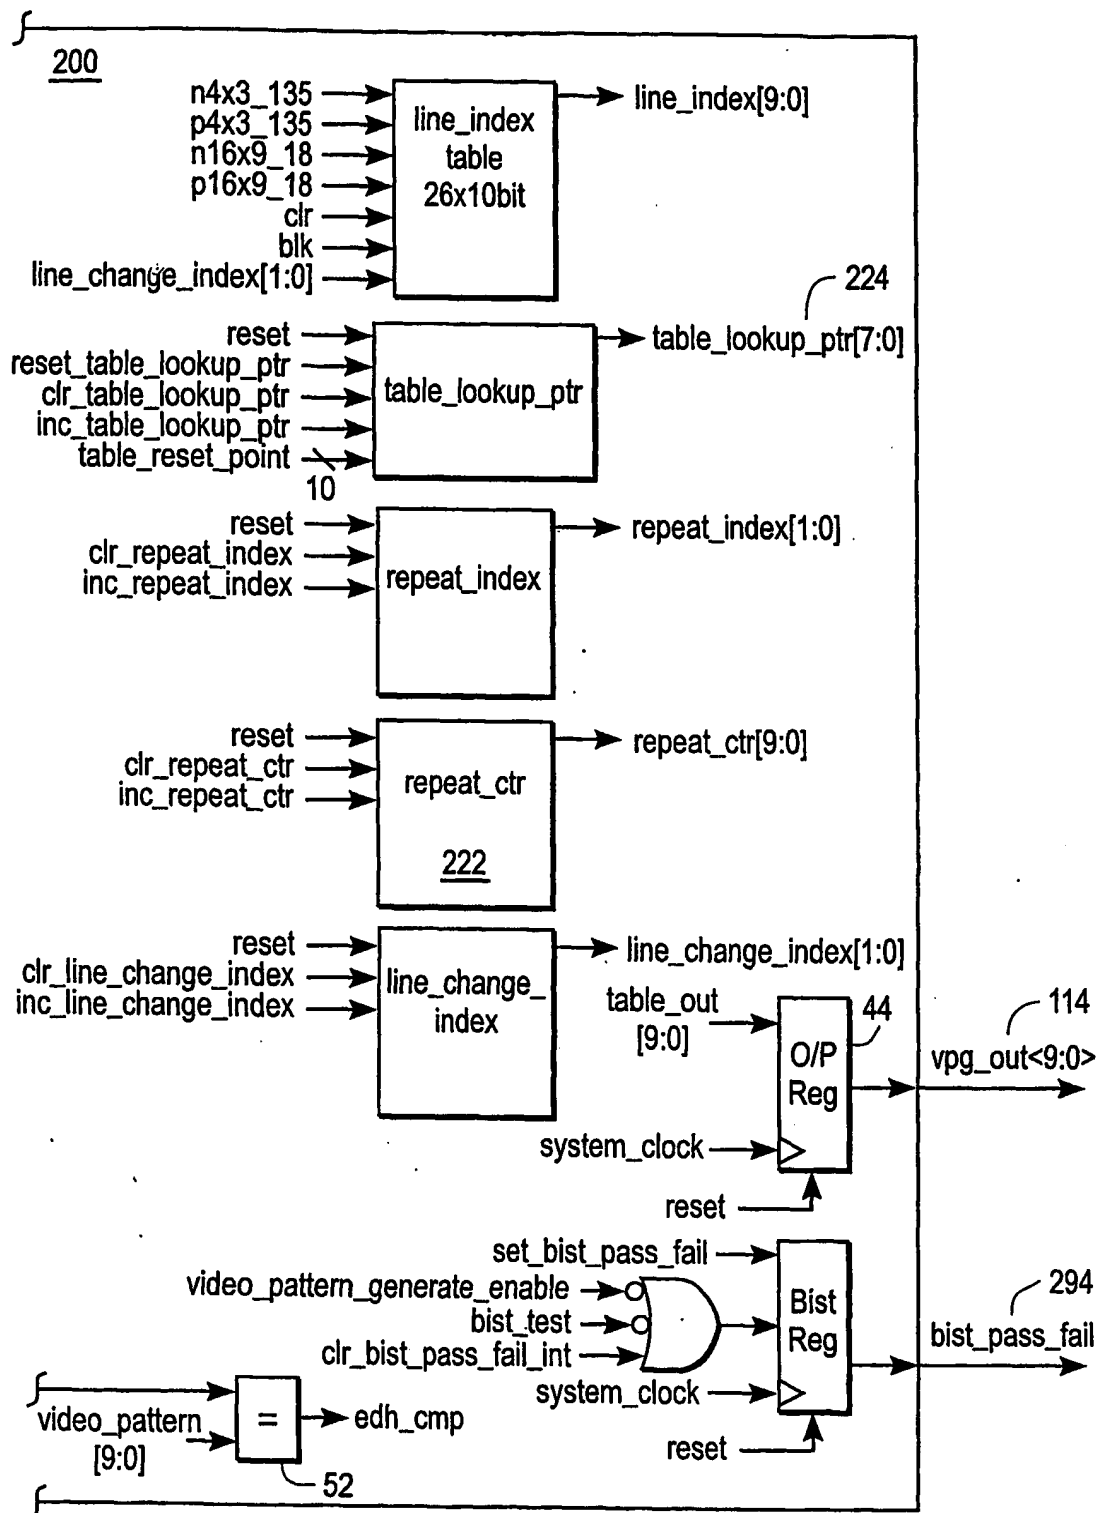 200
n4x3_135
p4x3_135
n16x9_18
p16x9_18
clr
blk
line_change_index[1:0]
line_index
table
26x10bit
line_index[9:0]
224
reset
reset_table_lookup_ptr
clr_table_lookup_ptr
inc_table_lookup_ptr
table_reset_point
10
table_lookup_ptr
table_lookup_ptr[7:0]
reset
clr_repeat_index
inc_repeat_index
repeat_index
repeat_index[1:0]
reset
clr_repeat_ctr
inc_repeat_ctr
repeat_ctr
222
repeat_ctr[9:0]
reset
clr_line_change_index
inc_line_change_index
line_change_
index
line_change_index[1:0]
table_out
[9:0]
system_clock
reset
O/P
Reg
44
114
vpg_out<9:0>
set_bist_pass_fail
video_pattern_generate_enable
bist_test
clr_bist_pass_fail_int
system_clock
reset
Bist
Reg
294
bist_pass_fail
video_pattern
[9:0]
=
edh_cmp
52